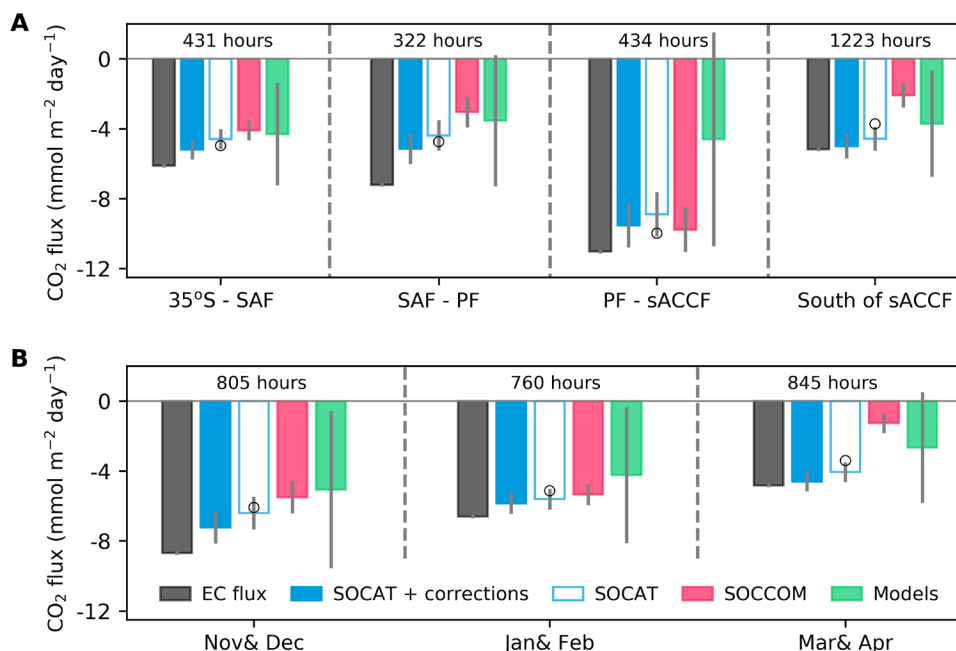 A
431 hours
322 hours
434 hours
1223 hours
CO₂ flux (mmol m⁻² day⁻¹)
0
-4
-8
-12
35ºS - SAF
SAF - PF
PF - sACCF
South of sACCF
B
805 hours
760 hours
845 hours
CO₂ flux (mmol m⁻² day⁻¹)
0
-4
-8
-12
EC flux
SOCAT + corrections
SOCAT
SOCCOM
Models
Nov& Dec
Jan& Feb
Mar& Apr